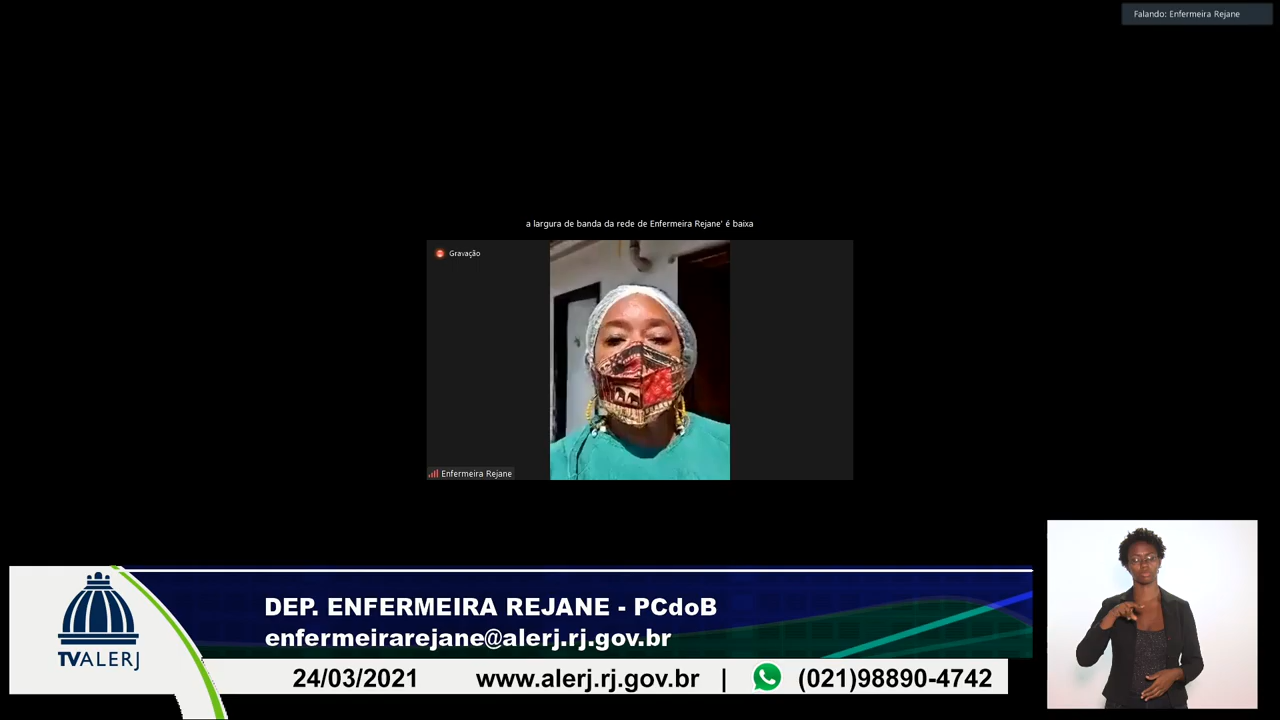 Falando: Enfermeira Rejane
a largura de banda da rede de Enfermeira Rejane' é baixa
Gravação
Enfermeira Rejane
DEP. ENFERMEIRA REJANE - PCdoB
enfermeirarejane@alerj.rj.gov.br
TVALERJ
24/03/2021 www.alerj.rj.gov.br | (021)98890-4742